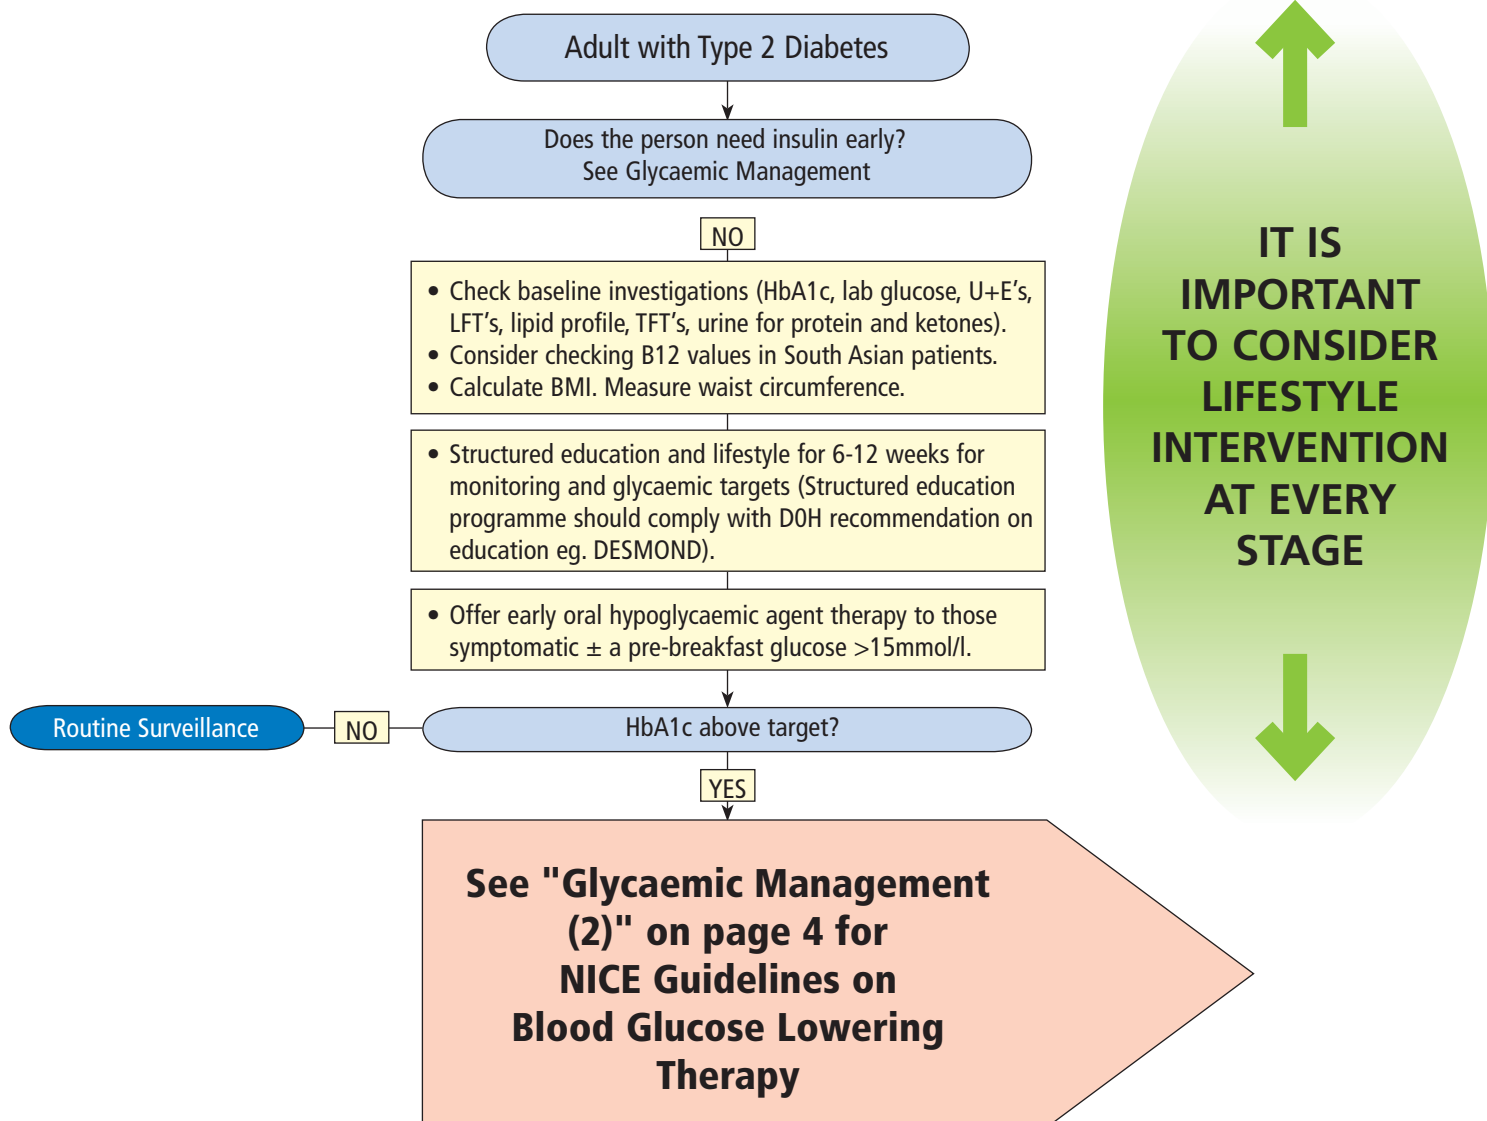 Adult with Type 2 Diabetes
Does the person need insulin early?
See Glycaemic Management
NO
• Check baseline investigations (HbA1c, lab glucose, U+E’s,
LFT’s, lipid profile, TFT’s, urine for protein and ketones).
• Consider checking B12 values in South Asian patients.
• Calculate BMI. Measure waist circumference.
• Structured education and lifestyle for 6-12 weeks for
monitoring and glycaemic targets (Structured education
programme should comply with D0H recommendation on
education eg. DESMOND).
• Offer early oral hypoglycaemic agent therapy to those
symptomatic ± a pre-breakfast glucose >15mmol/l.
Routine Surveillance
NO
HbA1c above target?
YES
See "Glycaemic Management
(2)" on page 4 for
NICE Guidelines on
Blood Glucose Lowering
Therapy
IT IS
IMPORTANT
TO CONSIDER
LIFESTYLE
INTERVENTION
AT EVERY
STAGE